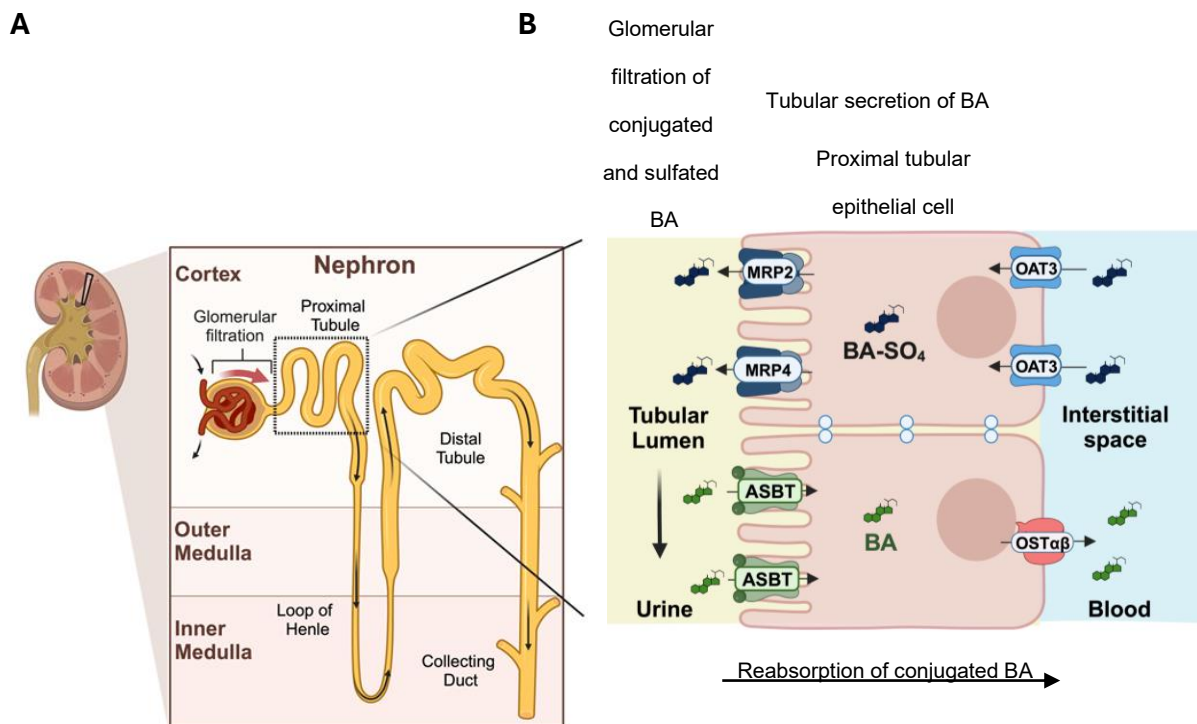 A
Cortex
Nephron
Glomerular
filtration
Proximal
Tubule
Distal
Tubule
Outer
Medulla
Inner
Medulla
Loop of
Henle
Collecting
Duct
B
Glomerular
filtration of
conjugated
and sulfated
BA
Tubular secretion of BA
Proximal tubular
epithelial cell
MRP2
OAT3
BA-SO₄
MRP4
OAT3
Tubular
Lumen
Interstitial
space
ASBT
BA
OSTαβ
ASBT
Urine
Blood
Reabsorption of conjugated BA